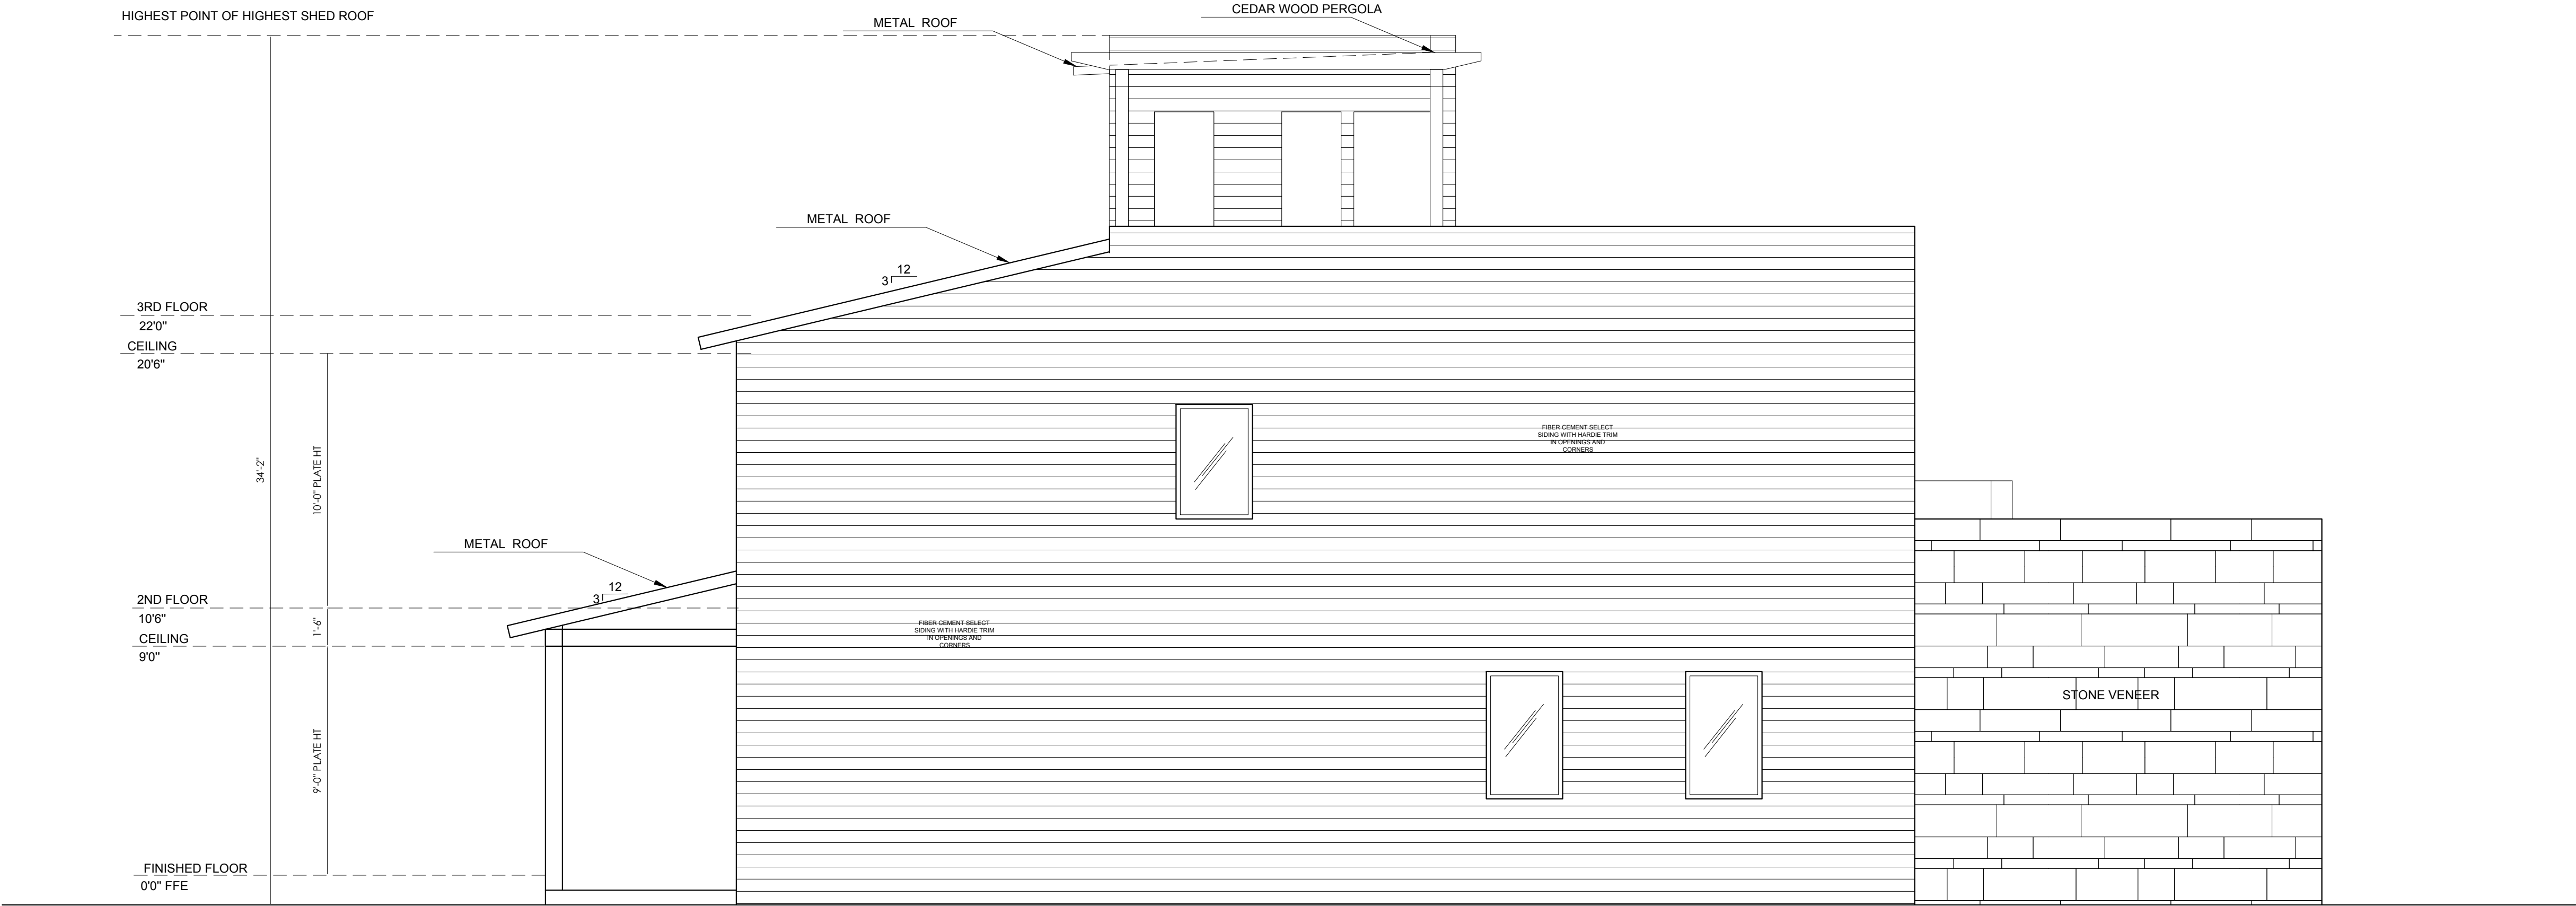 HIGHEST POINT OF HIGHEST SHED ROOF
METAL ROOF
CEDAR WOOD PERGOLA
METAL ROOF
12
3
3RD FLOOR
22'0"
CEILING
20'6"
34'-2"
10'-0" PLATE HT
FIBER CEMENT SELECT
SIDING WITH HARDIE TRIM
IN OPENINGS AND
CORNERS
METAL ROOF
12
3
2ND FLOOR
10'6"
1'-6"
CEILING
9'0"
FIBER CEMENT SELECT
SIDING WITH HARDIE TRIM
IN OPENINGS AND
CORNERS
STONE VENEER
9'-0" PLATE HT
FINISHED FLOOR
0'0" FFE